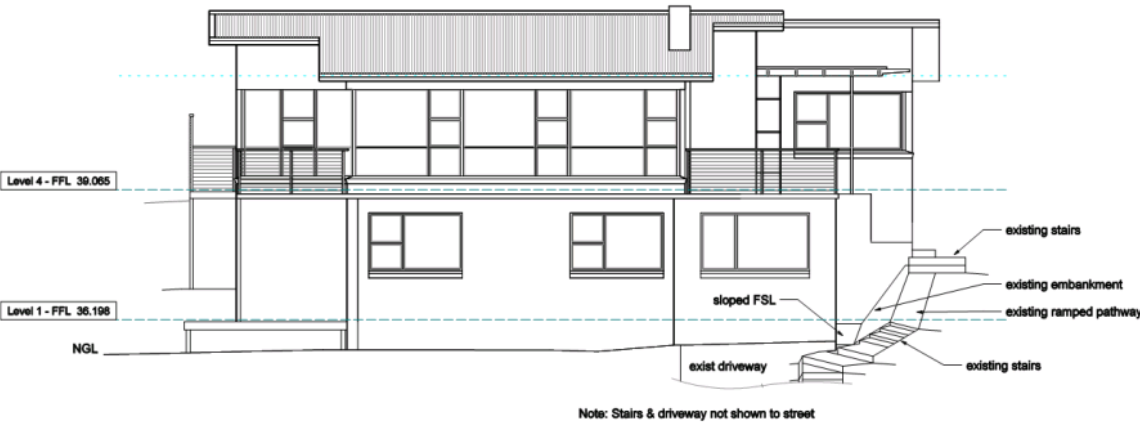 Level 4 - FFL 39.065
existing stairs
existing embankment
Level 1 - FFL 36.198
sloped FSL
existing ramped pathway
NGL
exist driveway
existing stairs
Note: Stairs & driveway not shown to street